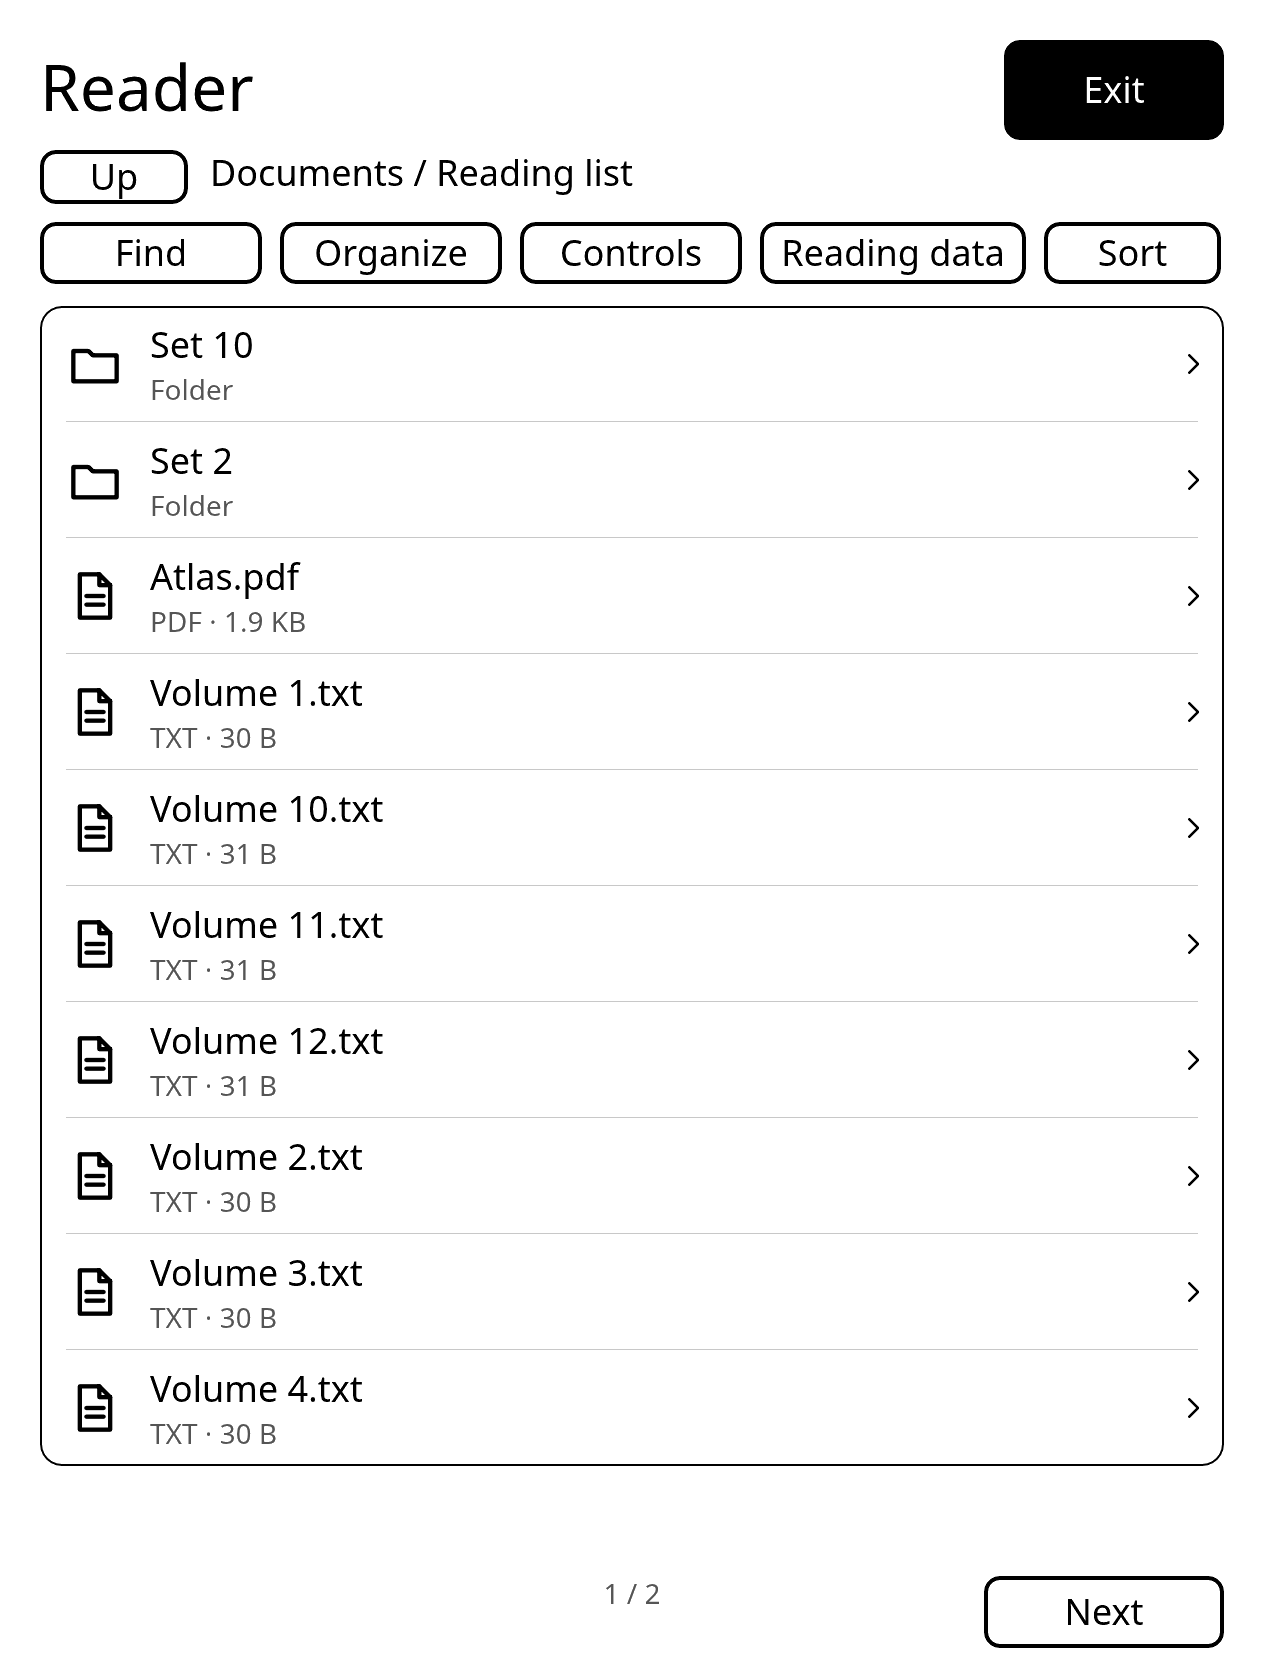 Reader
Exit
Up
Documents / Reading list
Find
Organize
Controls
Reading data
Sort
Set 10
Folder
Set 2
Folder
Atlas.pdf
PDF · 1.9 KB
Volume 1.txt
TXT · 30 B
Volume 10.txt
TXT · 31 B
Volume 11.txt
TXT · 31 B
Volume 12.txt
TXT · 31 B
Volume 2.txt
TXT · 30 B
Volume 3.txt
TXT · 30 B
Volume 4.txt
TXT · 30 B
1 / 2
Next